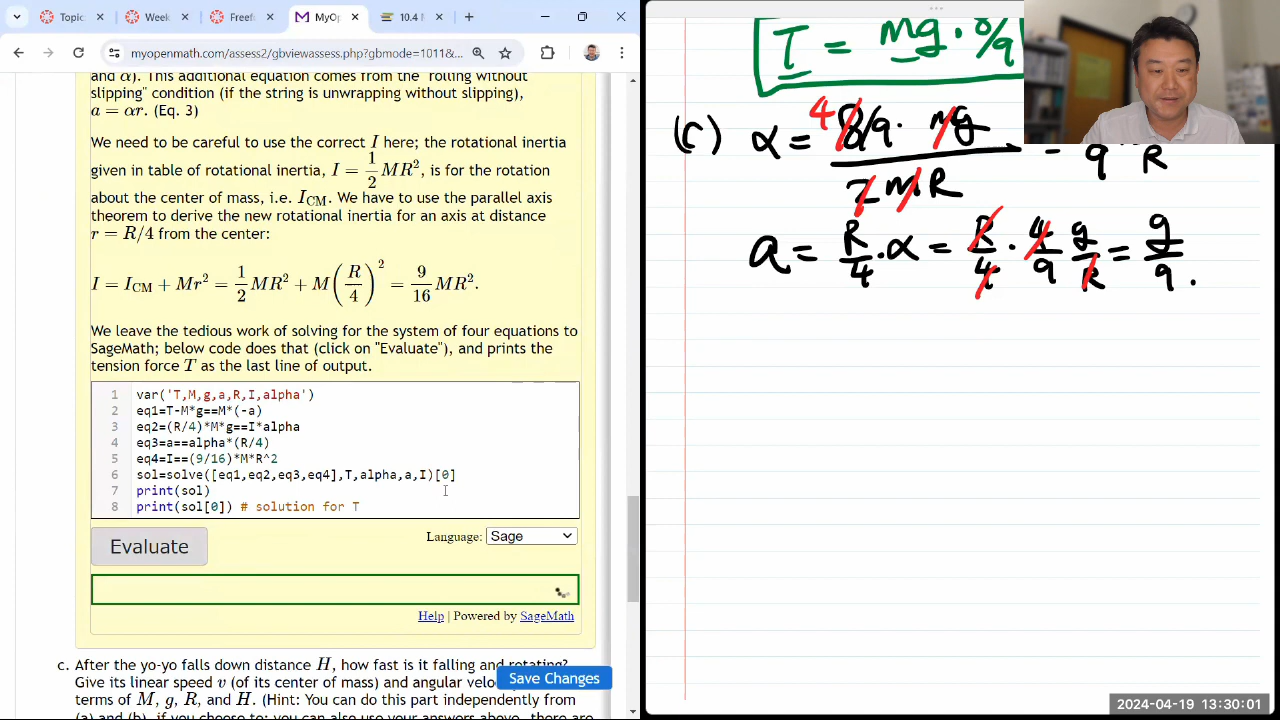 Topic
Week
Freef
MyOp
10.4 F
myopenmath.com/assess2/gbviewassess.php?gbmode=10118...
and α). This additonal equation comes from the "rolling without
slipping" condition (if the string is unwrapping without slipping),
a = αr. (Eq. 3)
We need to be careful to use the correct I here; the rotational inertia
given in table of rotational inertia, I = 1/2 MR², is for the rotation
about the center of mass, i.e. I_CM. We have to use the parallel axis
theorem to derive the new rotational inertia for an axis at distance
r = R/4 from the center:
I = I_CM + Mr² = 1/2 MR² + M(R/4)² = 9/16 MR².
We leave the tedious work of solving for the system of four equations to
SageMath; below code does that (click on "Evaluate"), and prints the
tension force T as the last line of output.
1 var('T,M,g,a,R,I,alpha')
2 eq1=T-M*g==M*(-a)
3 eq2=(R/4)*M*g==I*alpha
4 eq3=a==alpha*(R/4)
5 eq4=I==(9/16)*M*R^2
6 sol=solve([eq1,eq2,eq3,eq4],T,alpha,a,I)[0]
7 print(sol)
8 print(sol[0]) # solution for T
Evaluate
Language: Sage
Help | Powered by SageMath
c. After the yo-yo falls down distance H, how fast is it falling and rotating?
Give its linear speed v (of its center of mass) and angular velo
Save Changes
terms of M, g, R, and H. (Hint: You can do this part independently from
(a) and (b), if you choose to; you can also use your answers above, there are
T = mg · 8/9
(c) α = 4 8/9 · mg / 2 m R = 9 R
a = R/4 · α = R/4 · 4/9 g/R = g/9.
2024-04-19 13:30:01